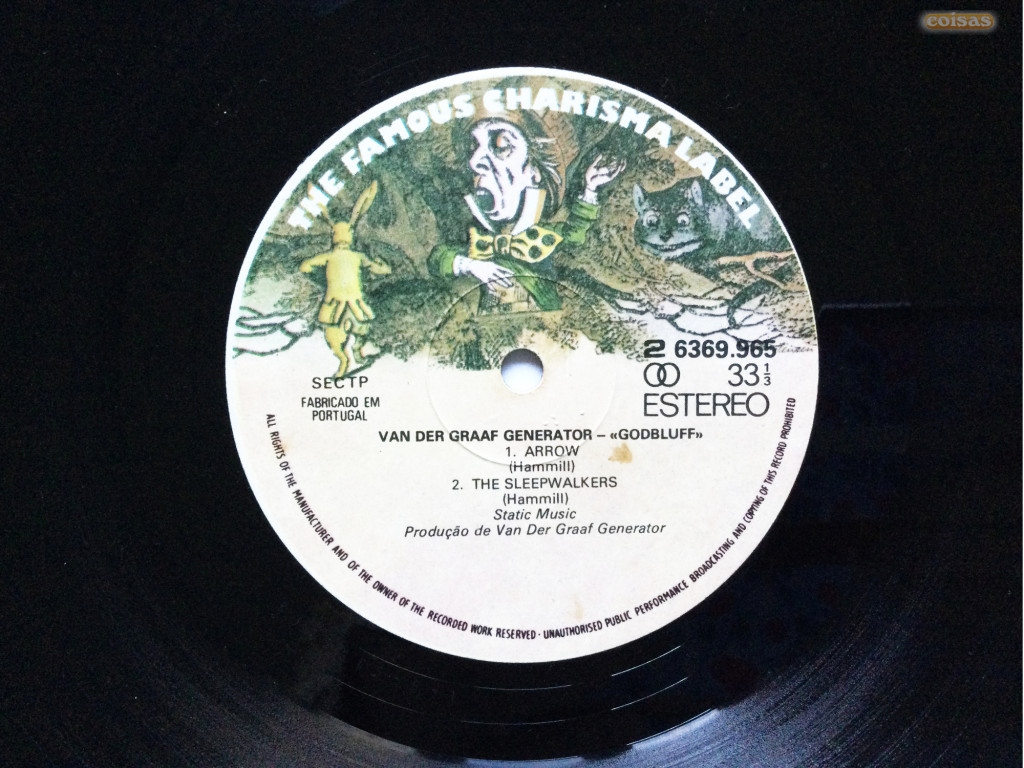 coisas
THE FAMOUS CHARISMA LABEL
2 6369.965
SECTP
33 1/3
FABRICADO EM
PORTUGAL
ESTEREO
VAN DER GRAAF GENERATOR – «GODBLUFF»
1. ARROW
(Hammill)
2. THE SLEEPWALKERS
(Hammill)
Static Music
Produção de Van Der Graaf Generator
ALL RIGHTS OF THE MANUFACTURER AND OF THE OWNER OF THE RECORDED WORK RESERVED · UNAUTHORISED PUBLIC PERFORMANCE BROADCASTING AND COPYING OF THIS RECORD PROHIBITED